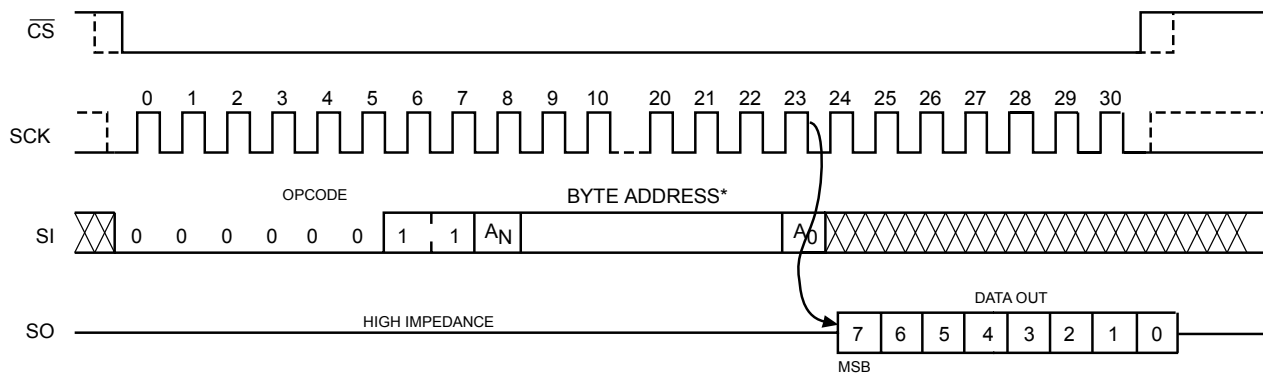 CS
0 1 2 3 4 5 6 7 8 9 10 20 21 22 23 24 25 26 27 28 29 30
SCK
OPCODE
BYTE ADDRESS*
SI 0 0 0 0 0 0 1 1 AN A0
DATA OUT
HIGH IMPEDANCE
SO 7 6 5 4 3 2 1 0
MSB